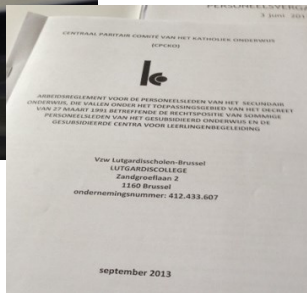 PERSONEELSVERGA
3 juni
CENTRAAL PARITAIR COMITÉ VAN HET KATHOLIEK ONDERWIJS
(CPCKO)
ARBEIDSREGLEMENT VOOR DE PERSONEELSLEDEN VAN HET SECUNDAIR
ONDERWIJS, DIE VALLEN ONDER HET TOEPASSINGSGEBIED VAN HET DECREET
VAN 27 MAART 1991 BETREFFENDE DE RECHTSPOSITIE VAN SOMMIGE
PERSONEELSLEDEN VAN HET GESUBSIDIEERD ONDERWIJS EN DE
GESUBSIDIEERDE CENTRA VOOR LEERLINGENBEGELEIDING
Vzw Lutgardisscholen-Brussel
LUTGARDISCOLLEGE
Zandgroeflaan 2
1160 Brussel
ondernemingsnummer: 412.433.607
september 2013